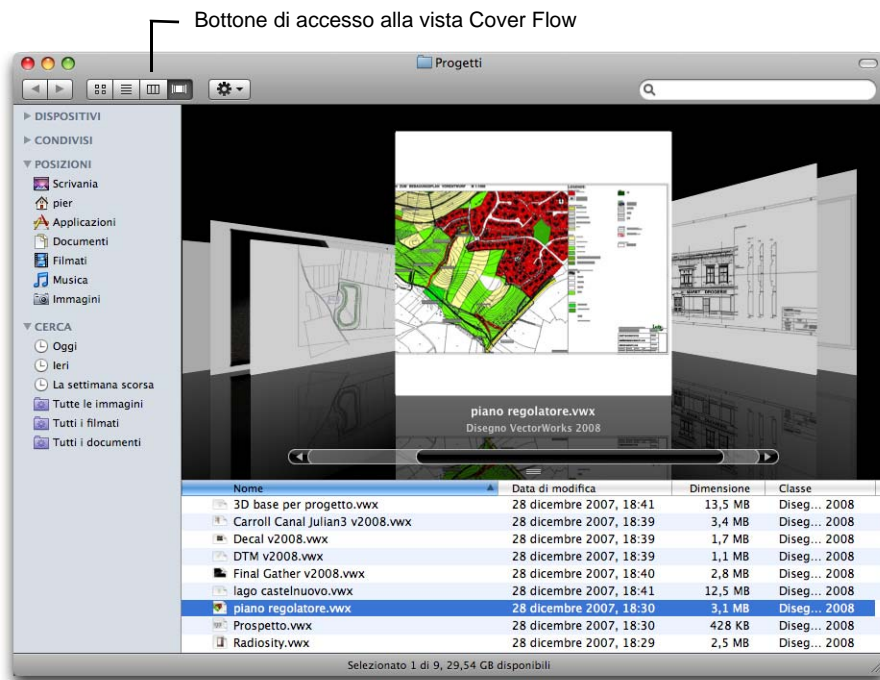 Bottone di accesso alla vista Cover Flow
Progetti
DISPOSITIVI
CONDIVISI
POSIZIONI
Scrivania
pier
Applicazioni
Documenti
Filmati
Musica
Immagini
CERCA
Oggi
Ieri
La settimana scorsa
Tutte le immagini
Tutti i filmati
Tutti i documenti
piano regolatore.vwx
Disegno VectorWorks 2008
Nome Data di modifica Dimensione Classe
3D base per progetto.vwx 28 dicembre 2007, 18:41 13,5 MB Diseg... 2008
Carroll Canal Julian3 v2008.vwx 28 dicembre 2007, 18:39 3,4 MB Diseg... 2008
Decal v2008.vwx 28 dicembre 2007, 18:39 1,7 MB Diseg... 2008
DTM v2008.vwx 28 dicembre 2007, 18:39 1,1 MB Diseg... 2008
Final Gather v2008.vwx 28 dicembre 2007, 18:40 2,8 MB Diseg... 2008
lago castelnuovo.vwx 28 dicembre 2007, 18:41 12,5 MB Diseg... 2008
piano regolatore.vwx 28 dicembre 2007, 18:30 3,1 MB Diseg... 2008
Prospetto.vwx 28 dicembre 2007, 18:30 428 KB Diseg... 2008
Radiosity.vwx 28 dicembre 2007, 18:29 2,5 MB Diseg... 2008
Selezionato 1 di 9, 29,54 GB disponibili